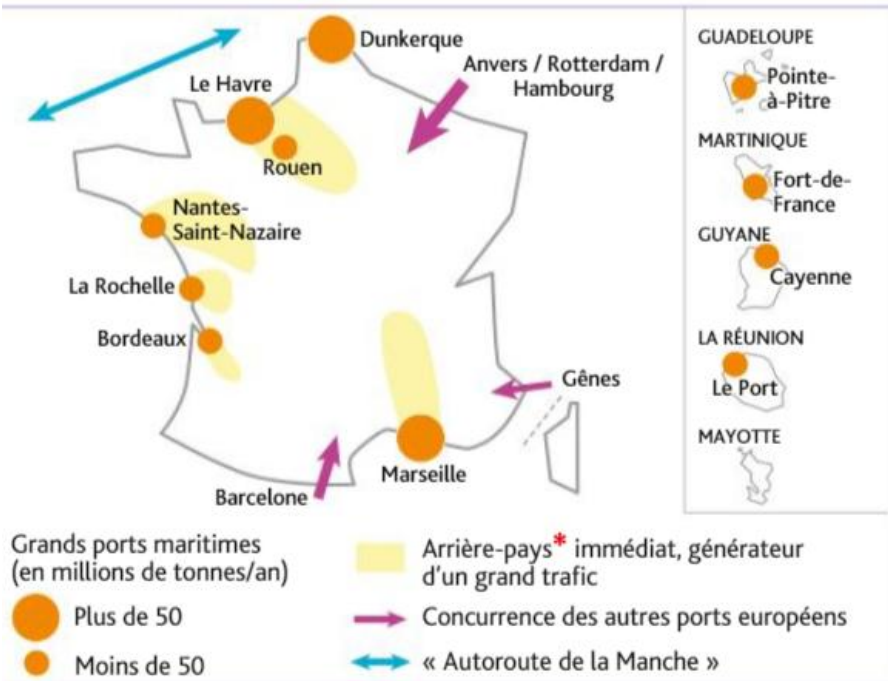 Dunkerque
Anvers / Rotterdam /
Hambourg
Le Havre
Rouen
Nantes-
Saint-Nazaire
La Rochelle
Bordeaux
Gênes
Marseille
Barcelone
GUADELOUPE
Pointe-
à-Pitre
MARTINIQUE
Fort-de-
France
GUYANE
Cayenne
LA RÉUNION
Le Port
MAYOTTE
Grands ports maritimes
(en millions de tonnes/an)
Plus de 50
Moins de 50
Arrière-pays* immédiat, générateur
d'un grand trafic
Concurrence des autres ports européens
« Autoroute de la Manche »